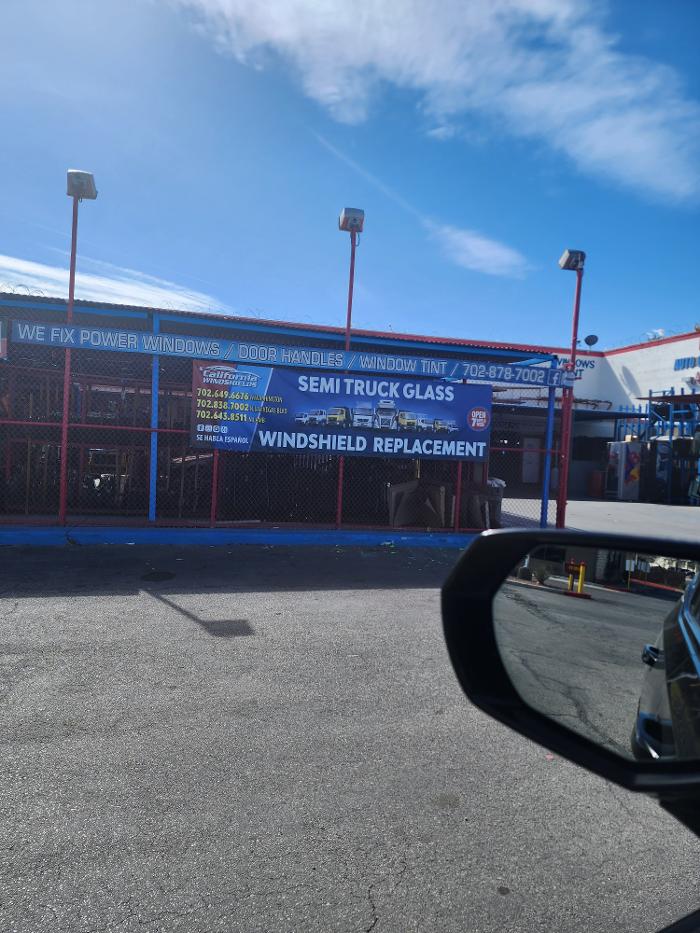 WE FIX POWER WINDOWS / DOOR HANDLES / WINDOW TINT / 702-878-7002 f
California
WINDSHIELDS
702.649.6676
702.838.7002
702.643.8511
SE HABLA ESPAÑOL
SEMI TRUCK GLASS
WINDSHIELD REPLACEMENT
OPEN
7